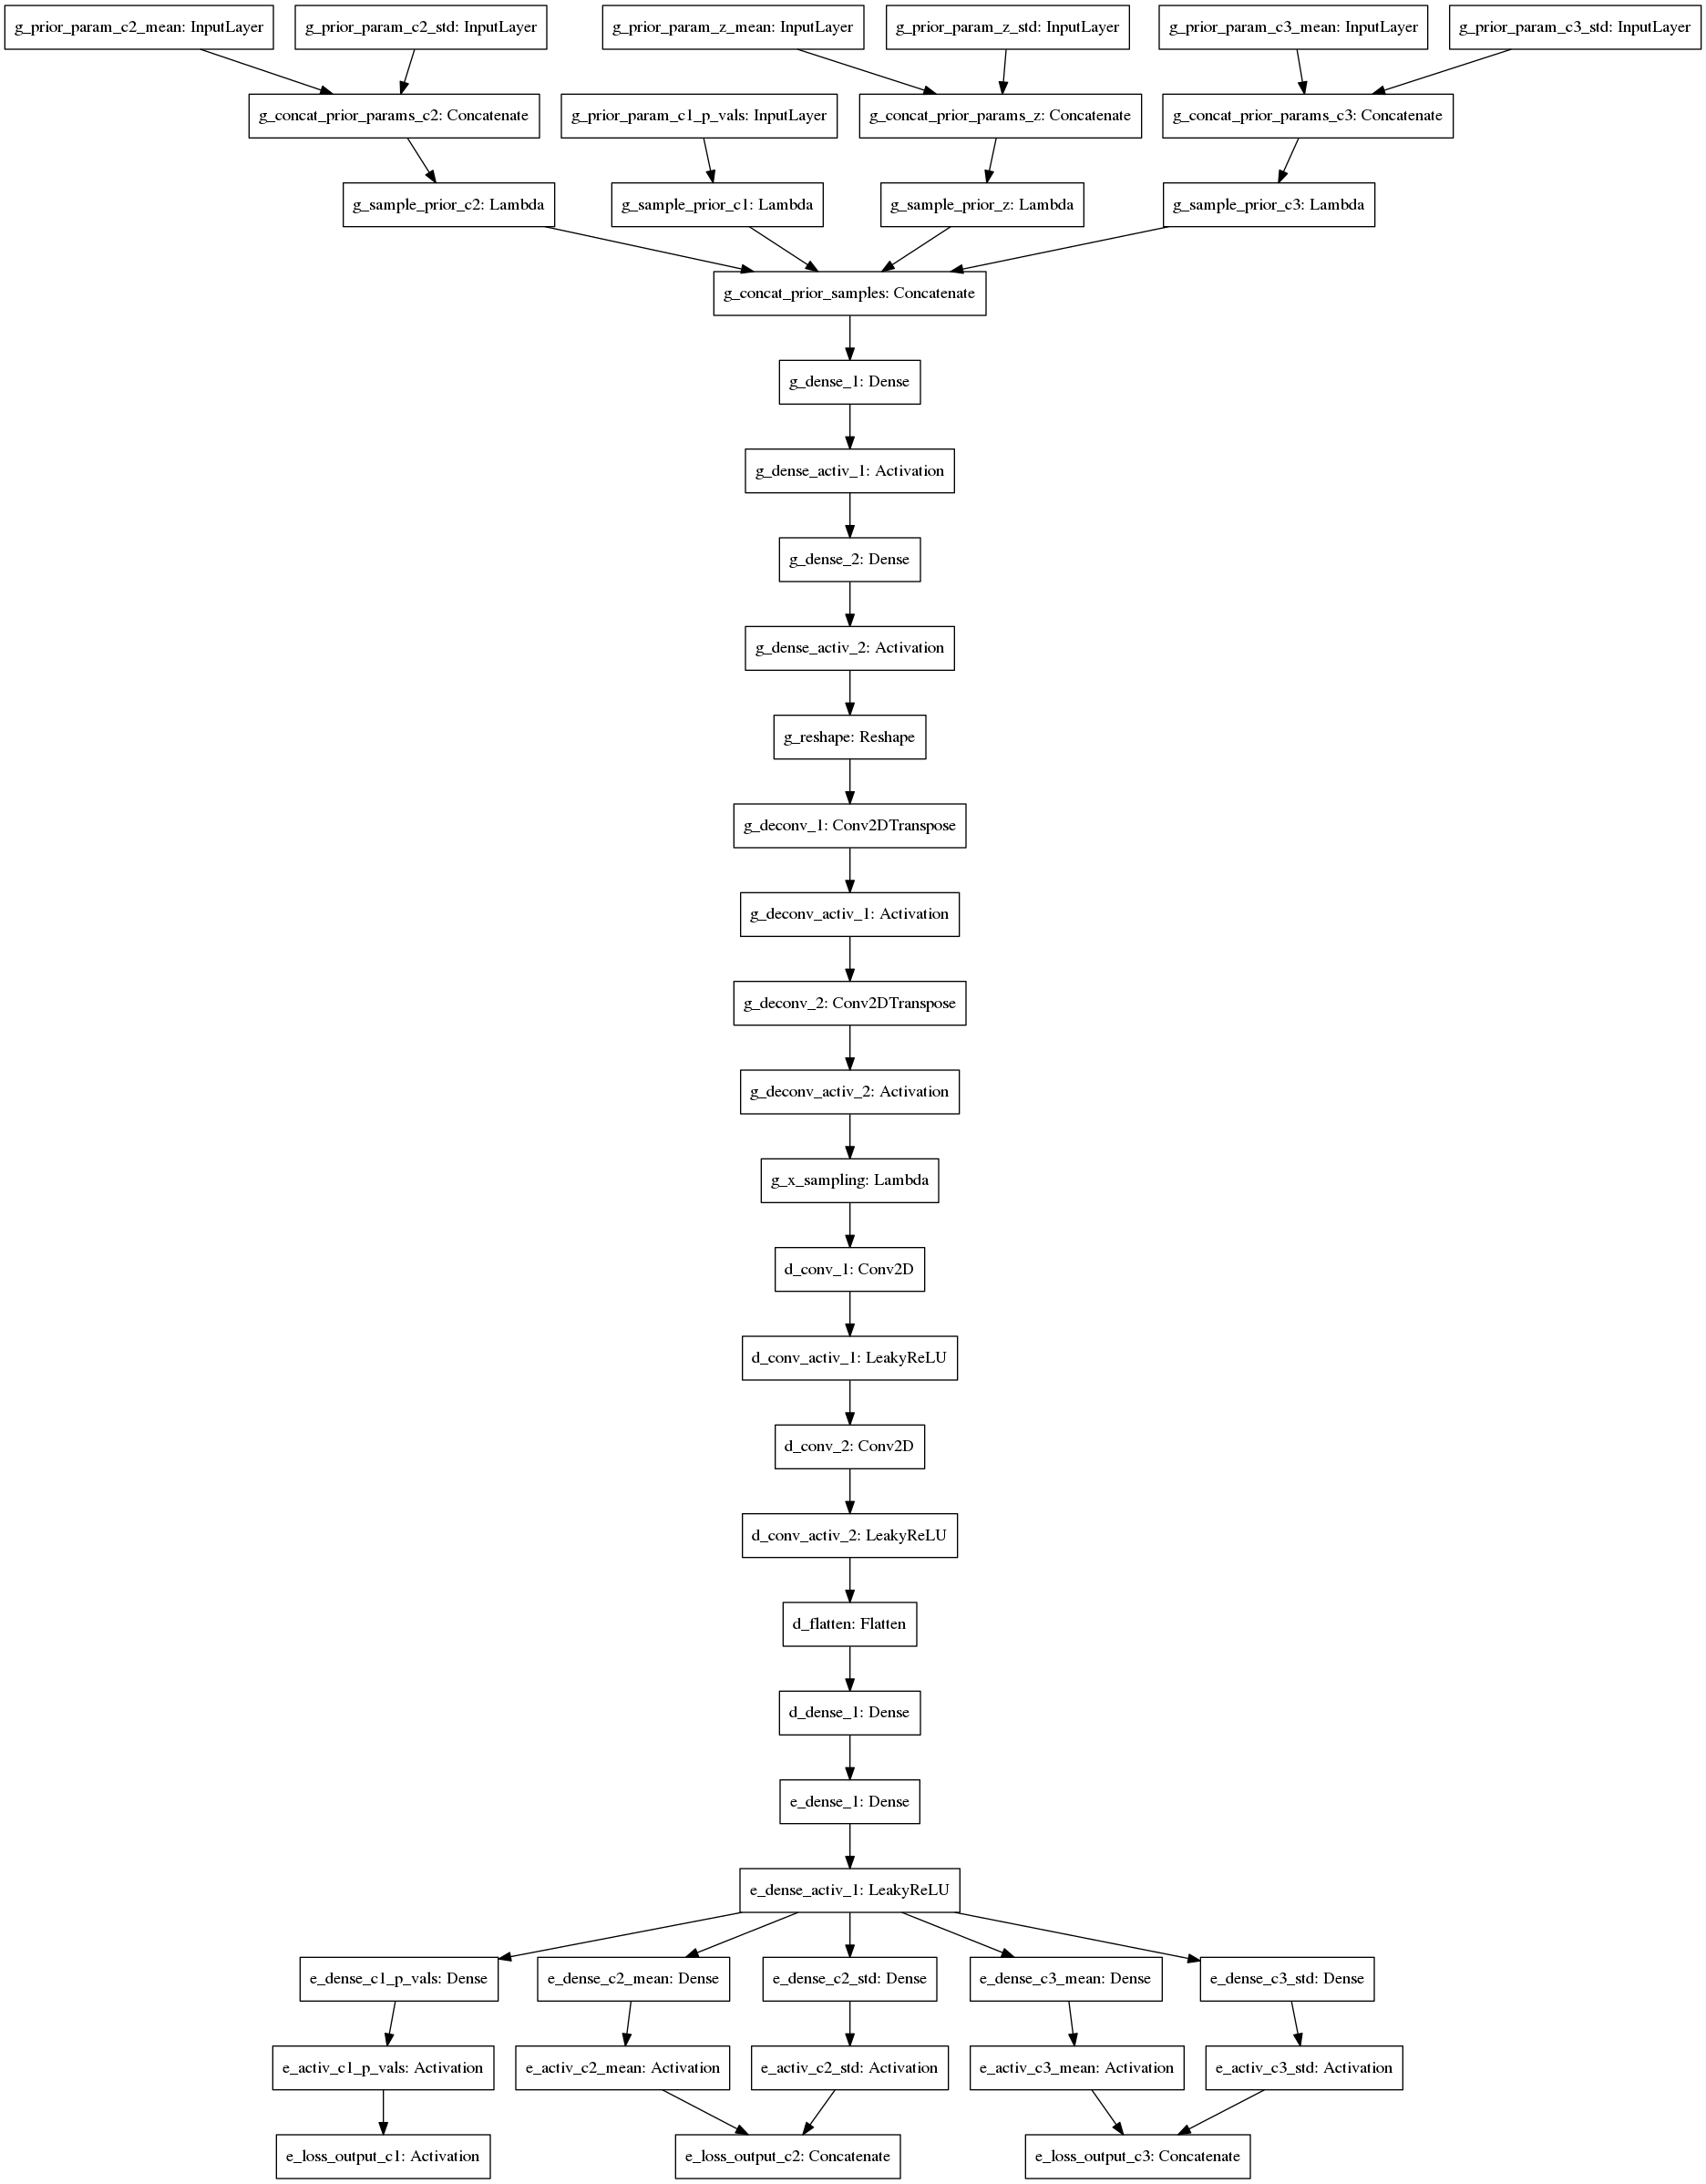 g_prior_param_c2_mean: InputLayer
g_prior_param_c2_std: InputLayer
g_prior_param_z_mean: InputLayer
g_prior_param_z_std: InputLayer
g_prior_param_c3_mean: InputLayer
g_prior_param_c3_std: InputLayer
g_concat_prior_params_c2: Concatenate
g_prior_param_c1_p_vals: InputLayer
g_concat_prior_params_z: Concatenate
g_concat_prior_params_c3: Concatenate
g_sample_prior_c2: Lambda
g_sample_prior_c1: Lambda
g_sample_prior_z: Lambda
g_sample_prior_c3: Lambda
g_concat_prior_samples: Concatenate
g_dense_1: Dense
g_dense_activ_1: Activation
g_dense_2: Dense
g_dense_activ_2: Activation
g_reshape: Reshape
g_deconv_1: Conv2DTranspose
g_deconv_activ_1: Activation
g_deconv_2: Conv2DTranspose
g_deconv_activ_2: Activation
g_x_sampling: Lambda
d_conv_1: Conv2D
d_conv_activ_1: LeakyReLU
d_conv_2: Conv2D
d_conv_activ_2: LeakyReLU
d_flatten: Flatten
d_dense_1: Dense
e_dense_1: Dense
e_dense_activ_1: LeakyReLU
e_dense_c1_p_vals: Dense
e_dense_c2_mean: Dense
e_dense_c2_std: Dense
e_dense_c3_mean: Dense
e_dense_c3_std: Dense
e_activ_c1_p_vals: Activation
e_activ_c2_mean: Activation
e_activ_c2_std: Activation
e_activ_c3_mean: Activation
e_activ_c3_std: Activation
e_loss_output_c1: Activation
e_loss_output_c2: Concatenate
e_loss_output_c3: Concatenate